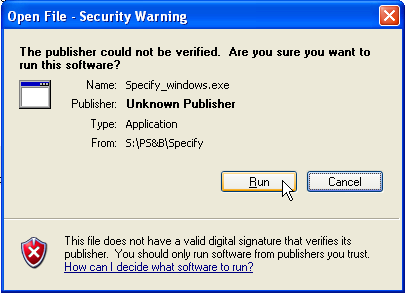 Open File - Security Warning
The publisher could not be verified. Are you sure you want to
run this software?
Name: Specify_windows.exe
Publisher: Unknown Publisher
Type: Application
From: S:\PS&B\Specify
Run Cancel
This file does not have a valid digital signature that verifies its
publisher. You should only run software from publishers you trust.
How can I decide what software to run?